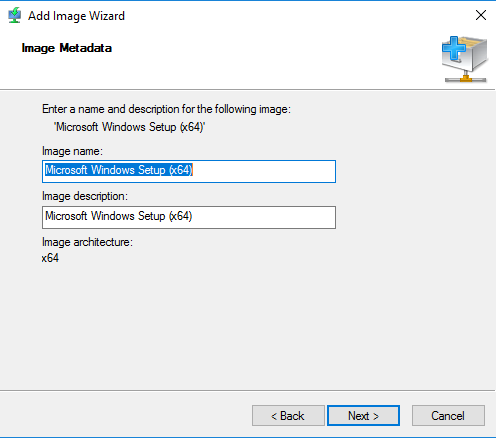 Add Image Wizard
Image Metadata
Enter a name and description for the following image:
'Microsoft Windows Setup (x64)'
Image name:
Microsoft Windows Setup (x64)
Image description:
Microsoft Windows Setup (x64)
Image architecture:
x64
< Back Next > Cancel